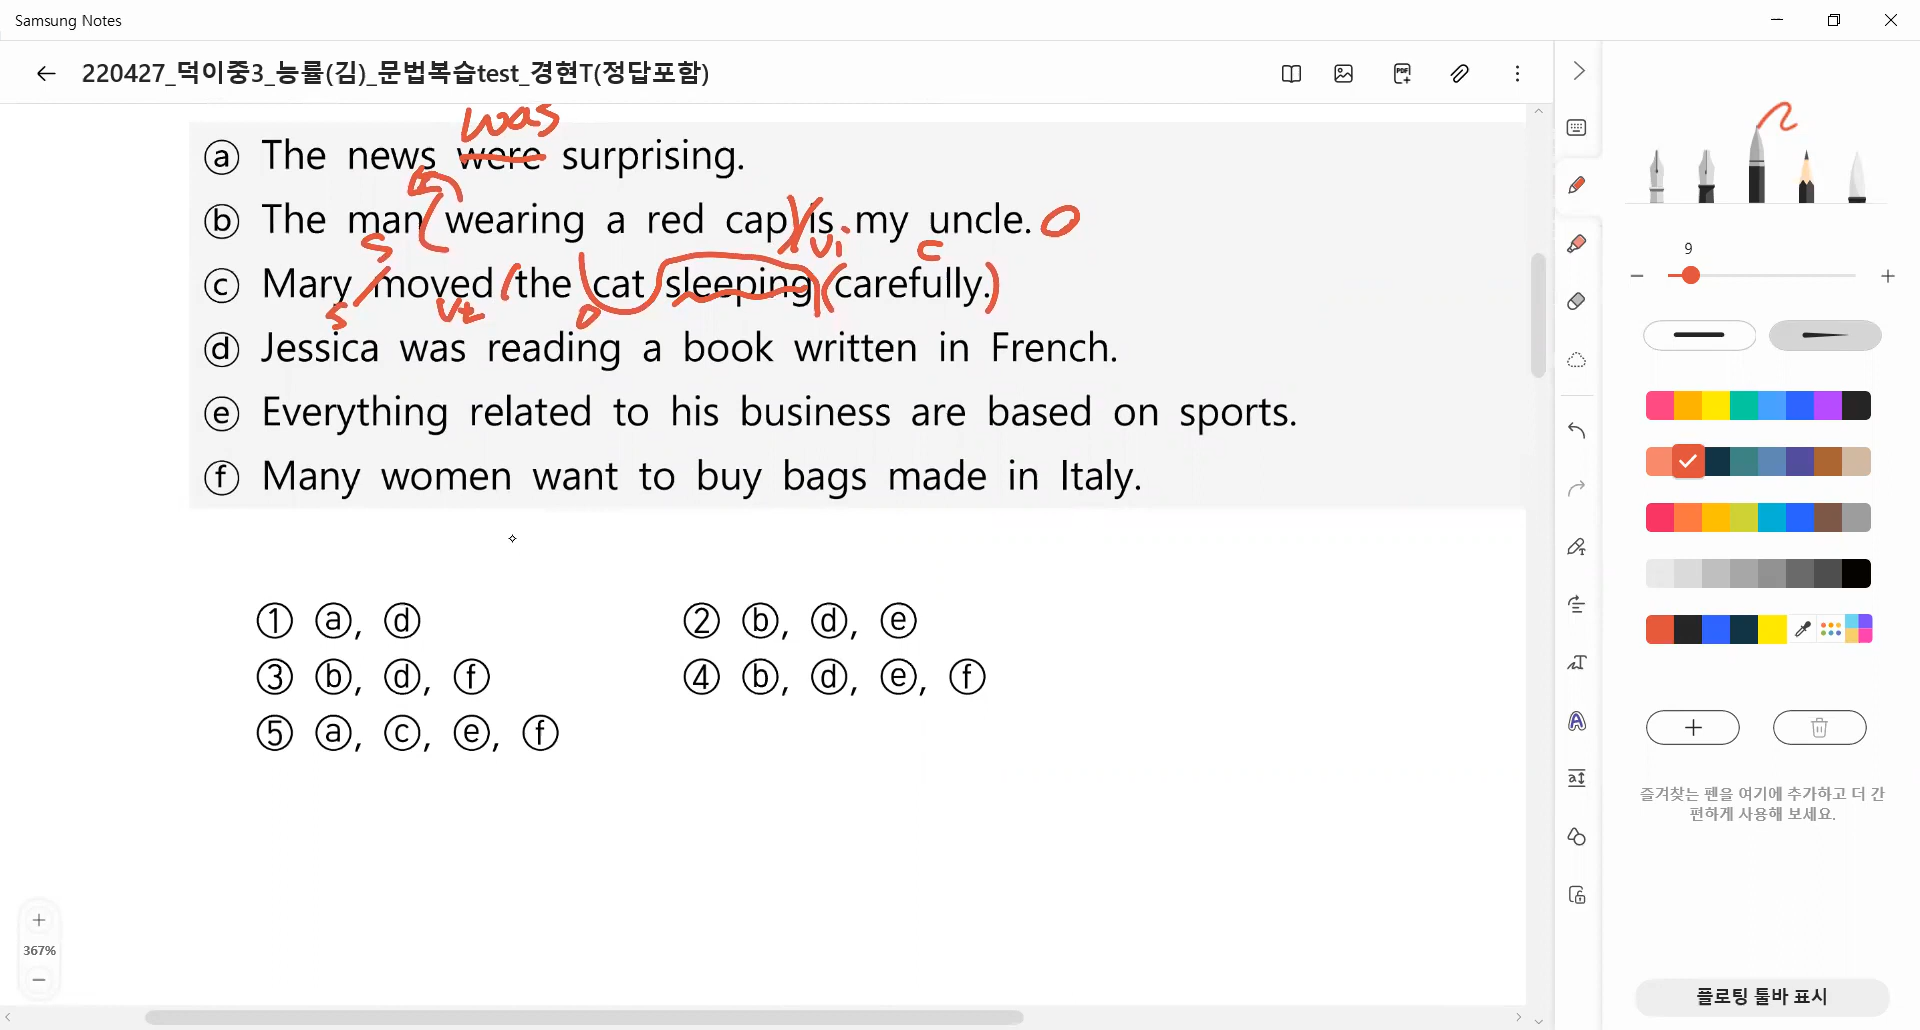 Samsung Notes
220427_덕이중3_능률(김)_문법복습test_경현T(정답포함)
was
ⓐ The news were surprising.
ⓑ The man wearing a red cap is my uncle. O
S Vi C
ⓒ Mary moved the cat sleeping (carefully.)
S Vt O
ⓓ Jessica was reading a book written in French.
ⓔ Everything related to his business are based on sports.
ⓕ Many women want to buy bags made in Italy.
① ⓐ, ⓓ ② ⓑ, ⓓ, ⓔ
③ ⓑ, ⓓ, ⓕ ④ ⓑ, ⓓ, ⓔ, ⓕ
⑤ ⓐ, ⓒ, ⓔ, ⓕ
367%
PDF
9
즐겨찾는 펜을 여기에 추가하고 더 간
편하게 사용해 보세요.
플로팅 툴바 표시